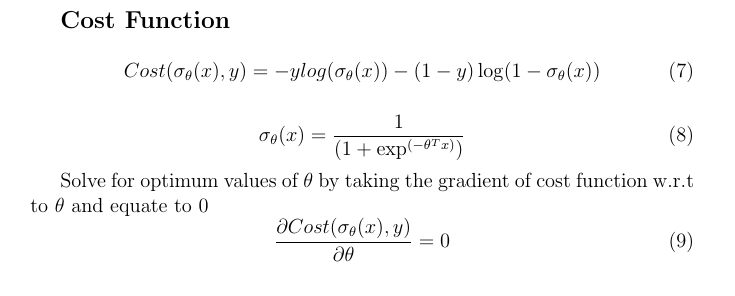 Cost Function
Cost(σ_θ(x), y) = −ylog(σ_θ(x)) − (1 − y) log(1 − σ_θ(x)) (7)
σ_θ(x) = 1 / (1 + exp^(−θ^T x)) (8)
Solve for optimum values of θ by taking the gradient of cost function w.r.t
to θ and equate to 0
∂Cost(σ_θ(x), y) / ∂θ = 0 (9)